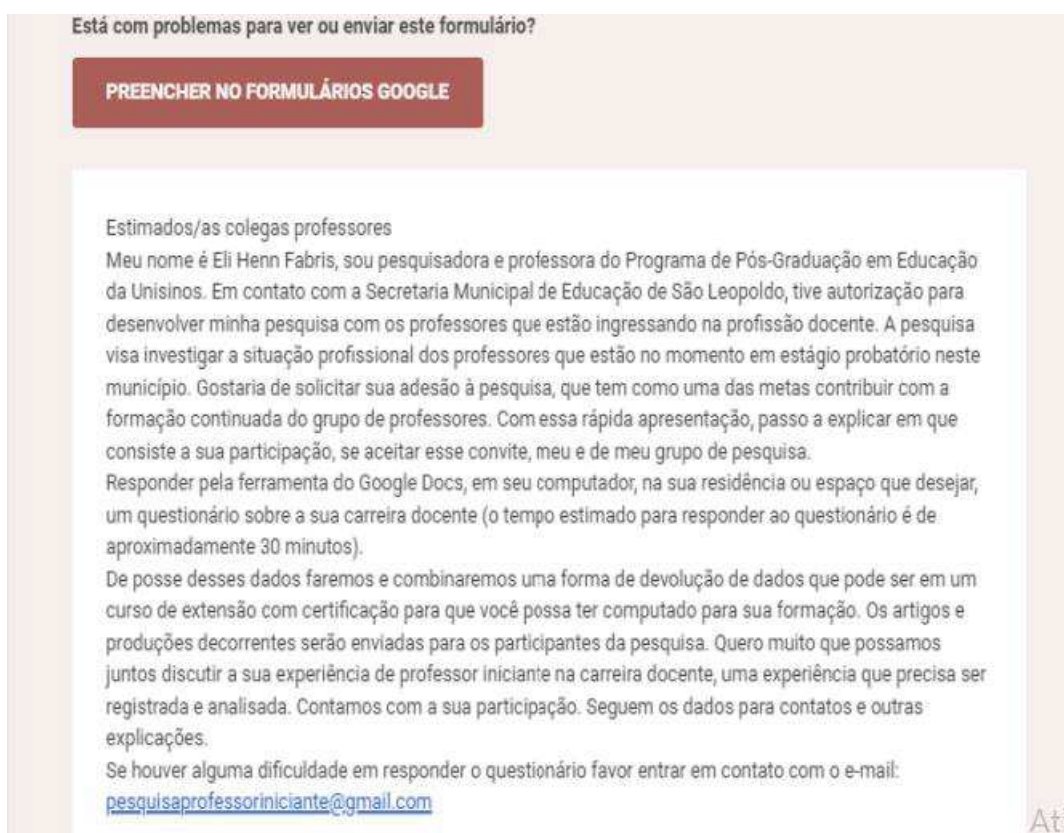 Está com problemas para ver ou enviar este formulário?
PREENCHER NO FORMULÁRIOS GOOGLE
Estimados/as colegas professores
Meu nome é Eli Henn Fabris, sou pesquisadora e professora do Programa de Pós-Graduação em Educação
da Unisinos. Em contato com a Secretaria Municipal de Educação de São Leopoldo, tive autorização para
desenvolver minha pesquisa com os professores que estão ingressando na profissão docente. A pesquisa
visa investigar a situação profissional dos professores que estão no momento em estágio probatório neste
município. Gostaria de solicitar sua adesão à pesquisa, que tem como uma das metas contribuir com a
formação continuada do grupo de professores. Com essa rápida apresentação, passo a explicar em que
consiste a sua participação, se aceitar esse convite, meu e de meu grupo de pesquisa.
Responder pela ferramenta do Google Docs, em seu computador, na sua residência ou espaço que desejar,
um questionário sobre a sua carreira docente (o tempo estimado para responder ao questionário é de
aproximadamente 30 minutos).
De posse desses dados faremos e combinaremos uma forma de devolução de dados que pode ser em um
curso de extensão com certificação para que você possa ter computado para sua formação. Os artigos e
produções decorrentes serão enviadas para os participantes da pesquisa. Quero muito que possamos
juntos discutir a sua experiência de professor iniciante na carreira docente, uma experiência que precisa ser
registrada e analisada. Contamos com a sua participação. Seguem os dados para contatos e outras
explicações.
Se houver alguma dificuldade em responder o questionário favor entrar em contato com o e-mail:
pesquisaprofessoriniciante@gmail.com
At